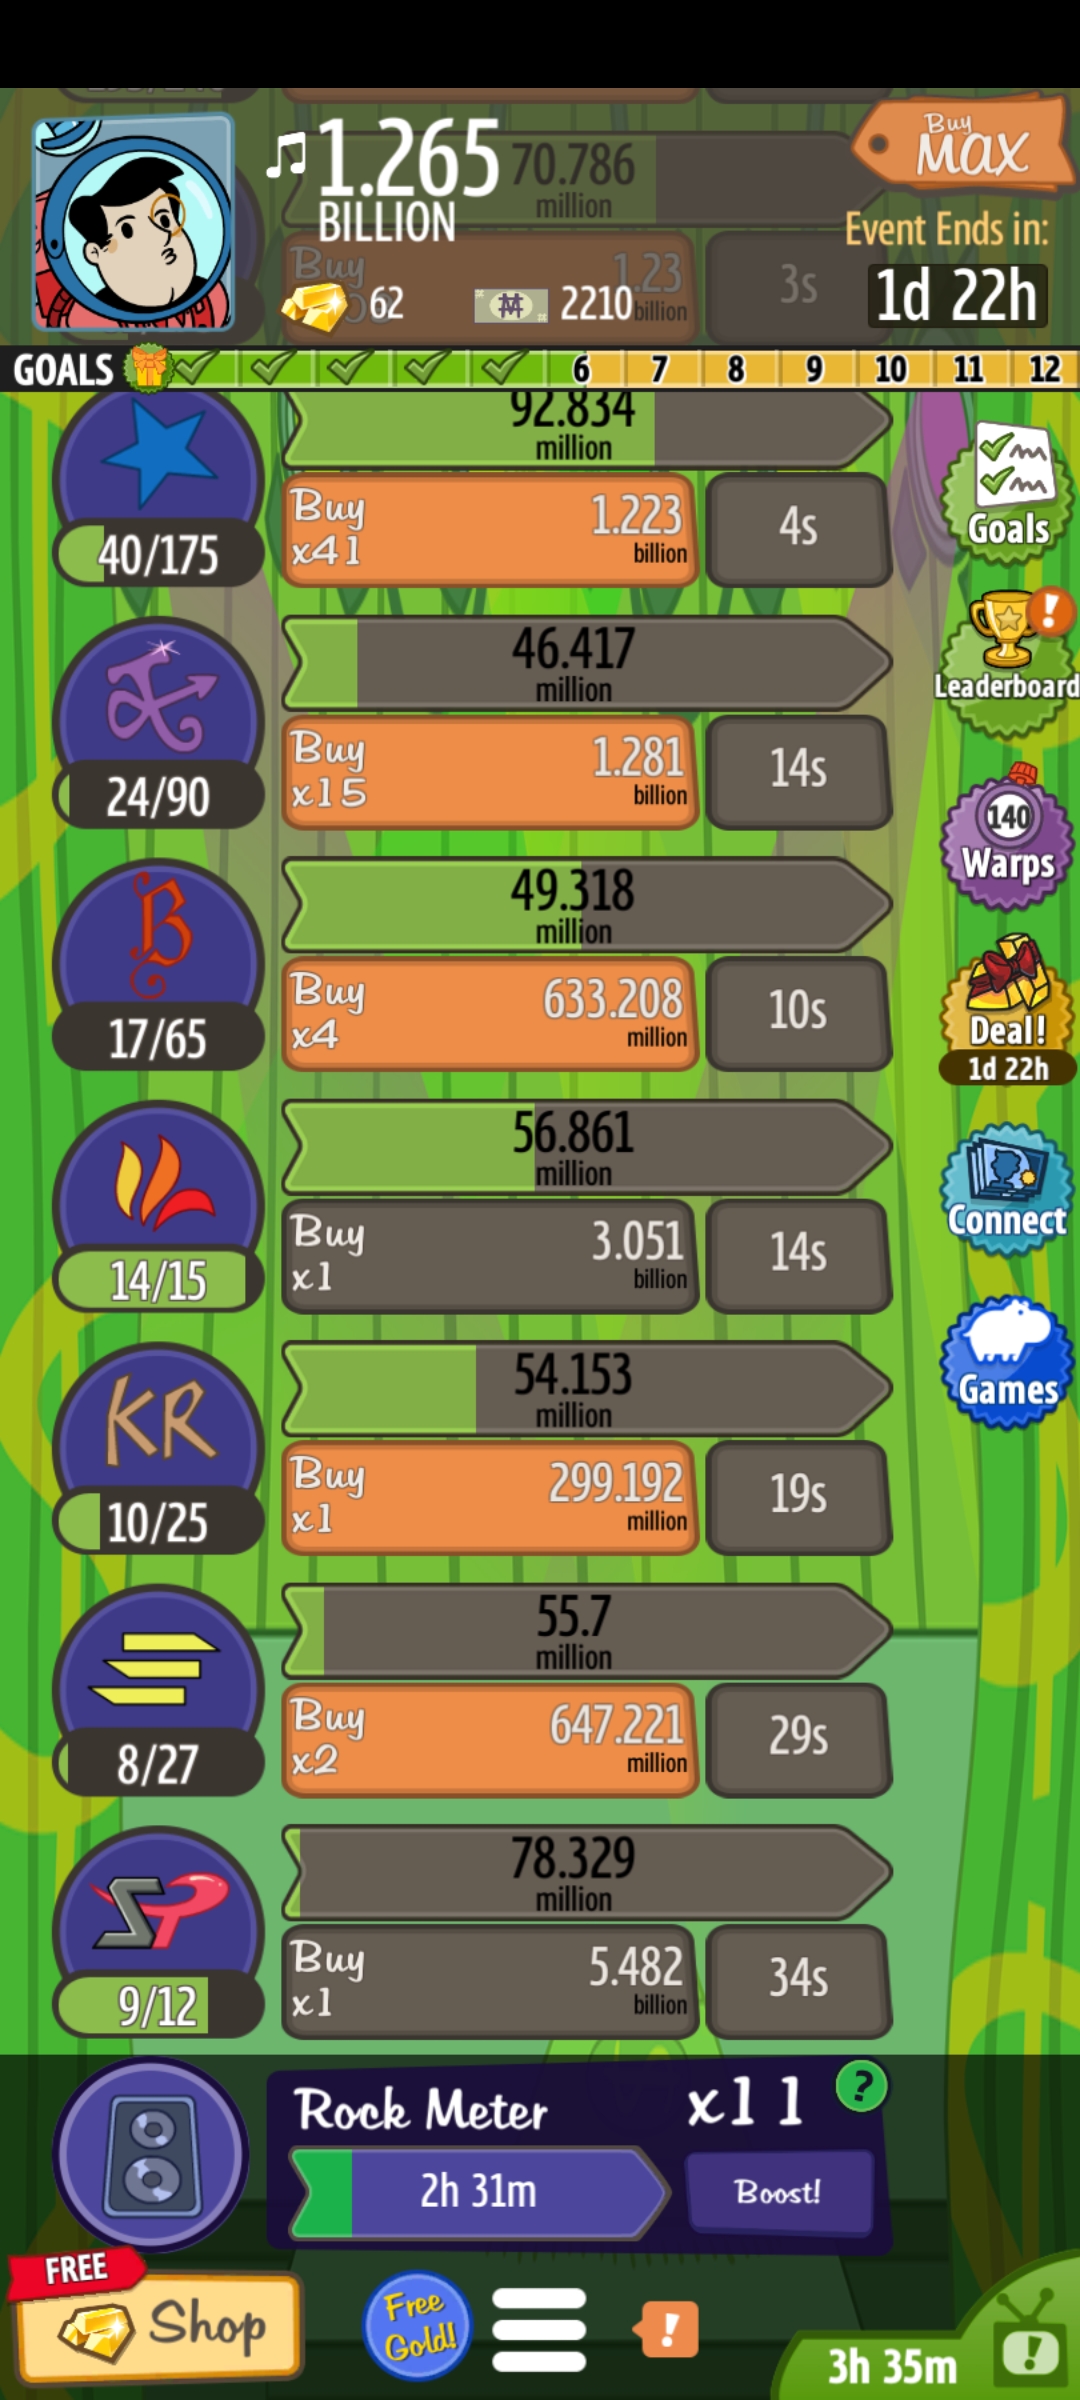 1.265
BILLION
70.786
million
Buy
MAX
Event Ends in:
1d 22h
Buy
1.23
billion
3s
62
2210
GOALS
6 7 8 9 10 11 12
92.834
million
40/175
Buy
x41
1.223
billion
4s
Goals
46.417
million
24/90
Buy
x15
1.281
billion
14s
Leaderboard
49.318
million
17/65
Buy
x4
633.208
million
10s
140
Warps
Deal!
1d 22h
56.861
million
14/15
Buy
x1
3.051
billion
14s
Connect
54.153
million
KR
10/25
Buy
x1
299.192
million
19s
Games
55.7
million
8/27
Buy
x2
647.221
million
29s
78.329
million
SP
9/12
Buy
x1
5.482
billion
34s
Rock Meter
x11
?
2h 31m
Boost!
FREE
Shop
Free
Gold!
!
3h 35m
!